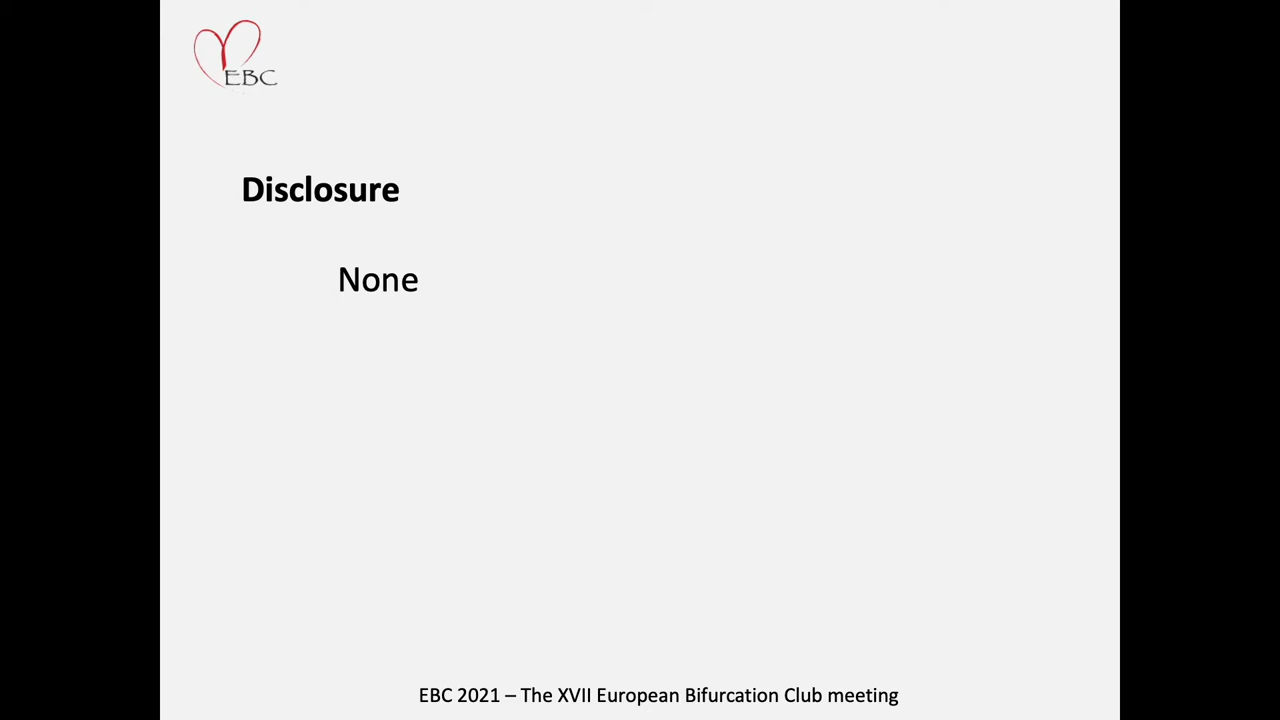 EBC
Disclosure
None
EBC 2021 – The XVII European Bifurcation Club meeting